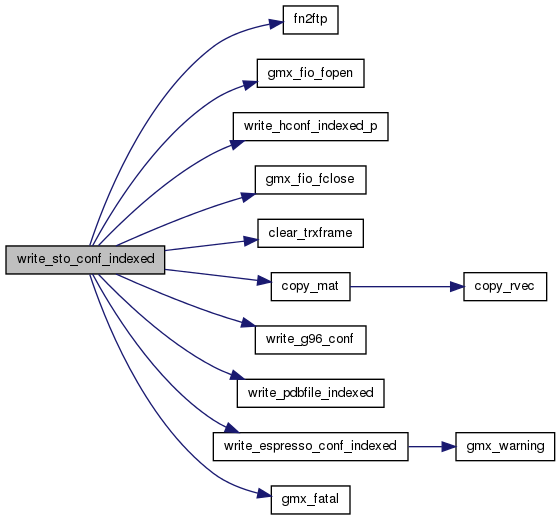 fn2ftp
gmx_fio_fopen
write_hconf_indexed_p
gmx_fio_fclose
clear_trxframe
write_sto_conf_indexed
copy_mat
copy_rvec
write_g96_conf
write_pdbfile_indexed
write_espresso_conf_indexed
gmx_warning
gmx_fatal